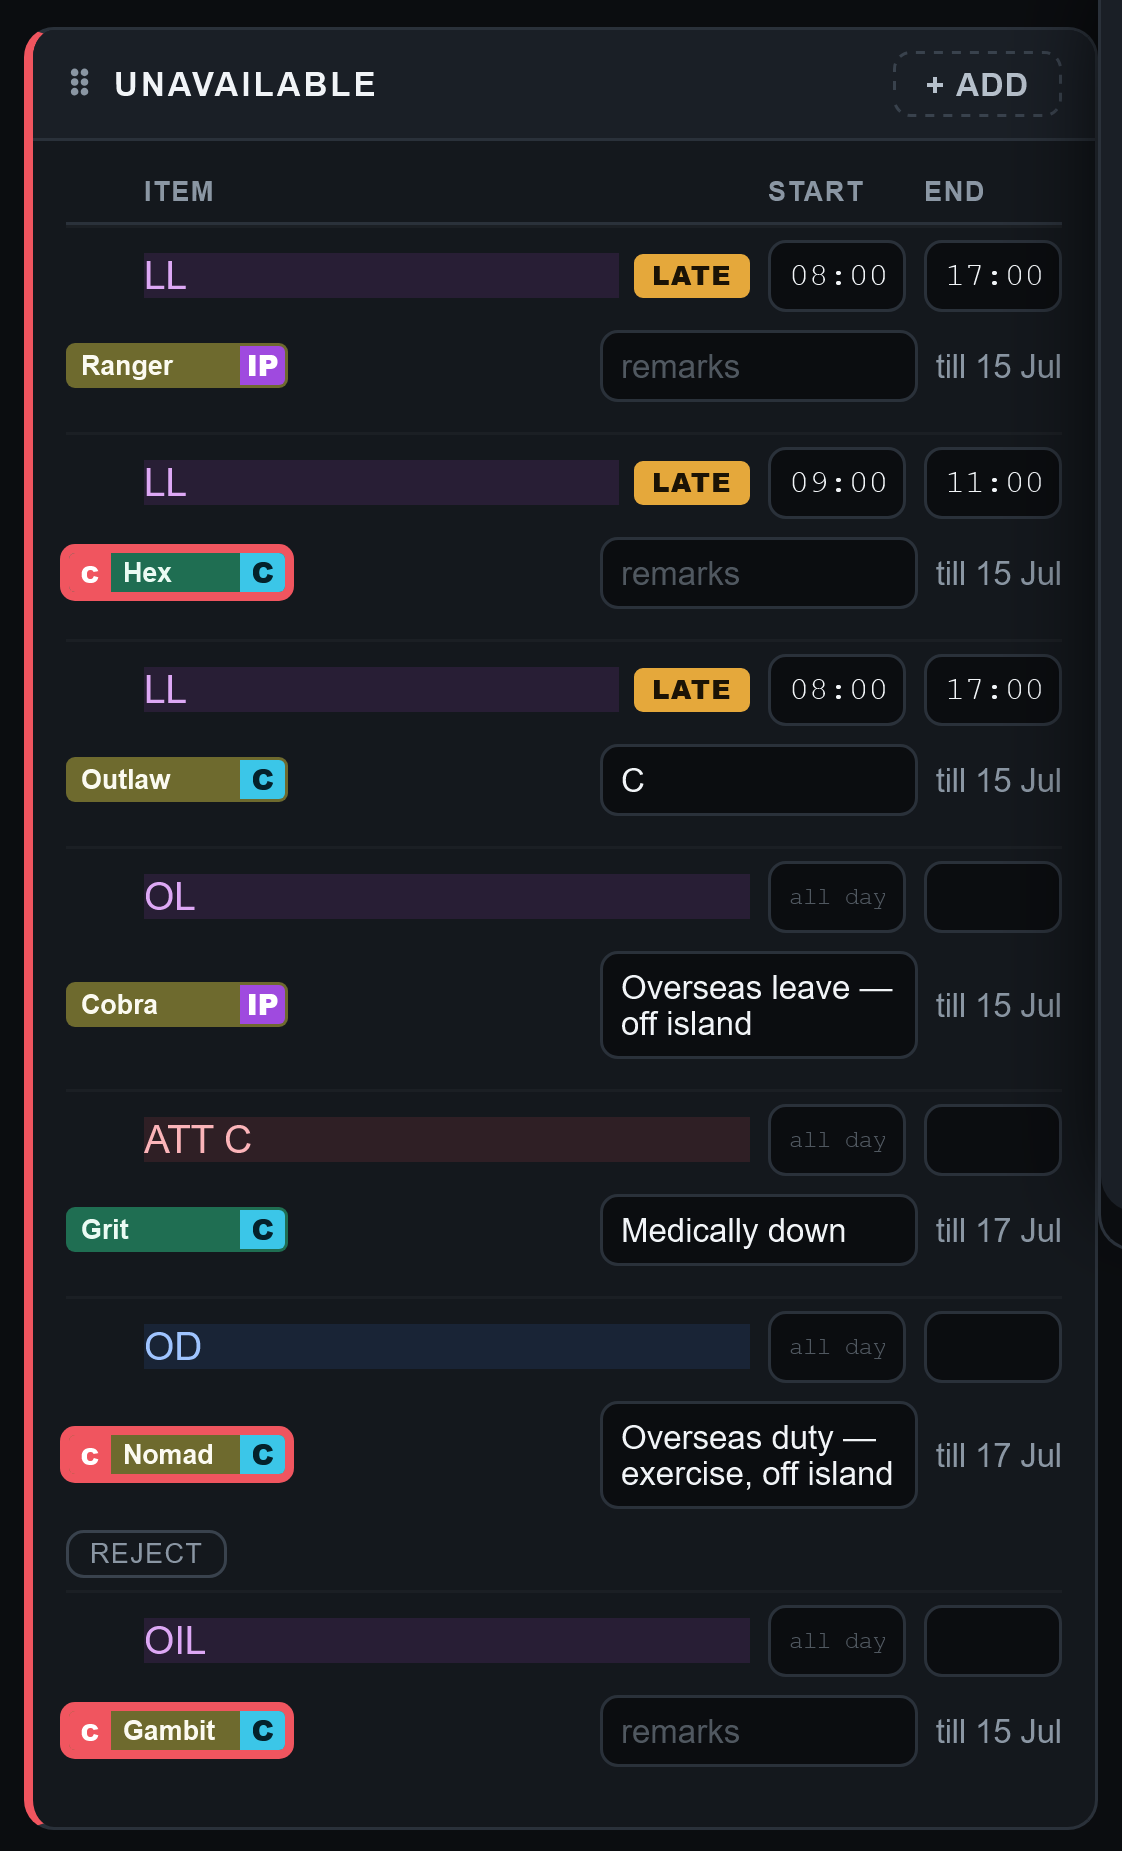 UNAVAILABLE + ADD
ITEM START END
LL LATE 08:00 17:00
Ranger IP remarks till 15 Jul
LL LATE 09:00 11:00
c Hex C remarks till 15 Jul
LL LATE 08:00 17:00
Outlaw C C till 15 Jul
OL all day
Cobra IP Overseas leave — till 15 Jul
off island
ATT C all day
Grit C Medically down till 17 Jul
OD all day
c Nomad C Overseas duty — till 17 Jul
exercise, off island
REJECT
OIL all day
c Gambit C remarks till 15 Jul